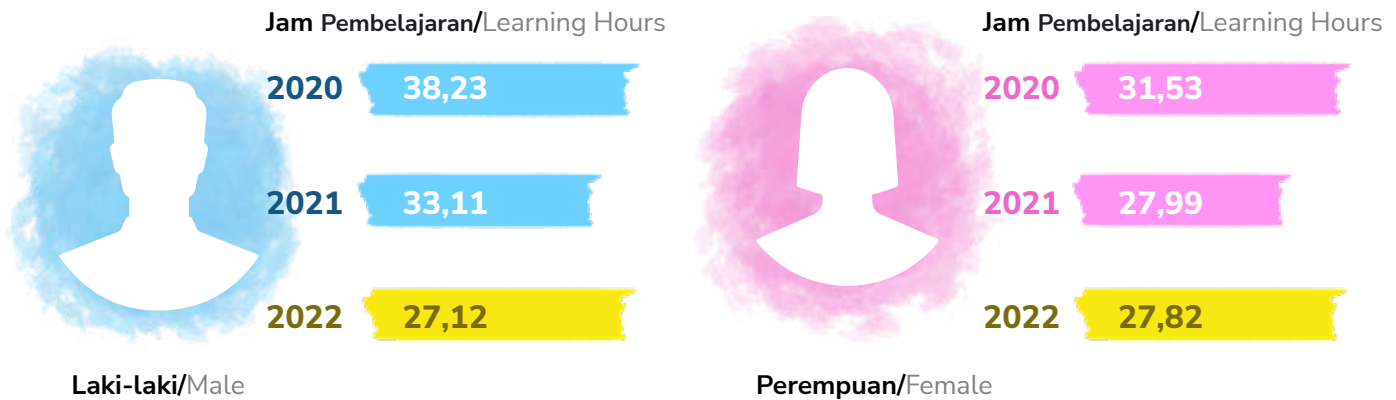 Jam Pembelajaran/Learning Hours
2020 38,23
2021 33,11
2022 27,12
Laki-laki/Male
Jam Pembelajaran/Learning Hours
2020 31,53
2021 27,99
2022 27,82
Perempuan/Female